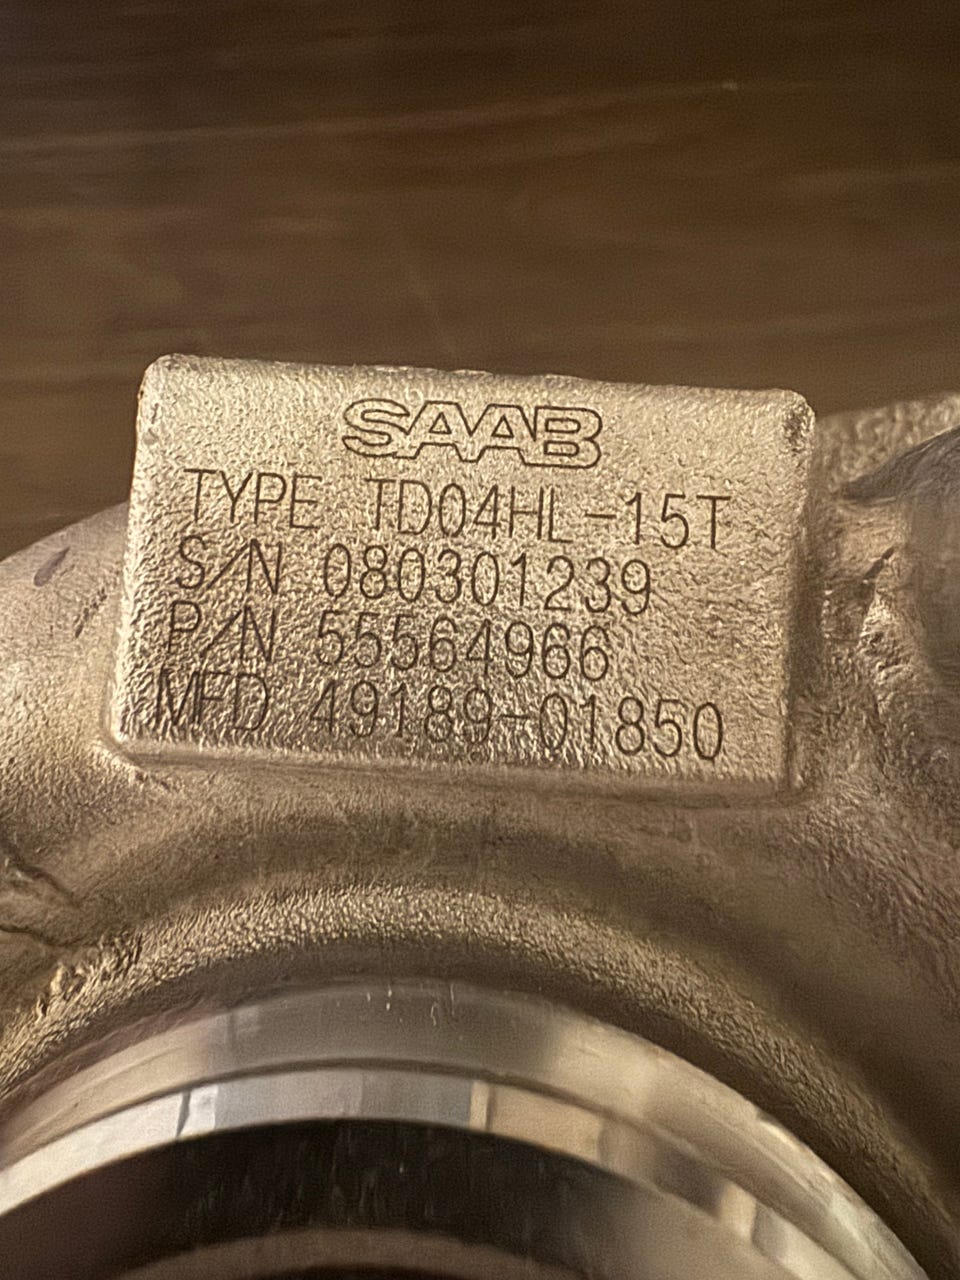 SAAB
TYPE TD04HL-15T
S/N 080301239
P/N 55564966
MFD 49189-01850